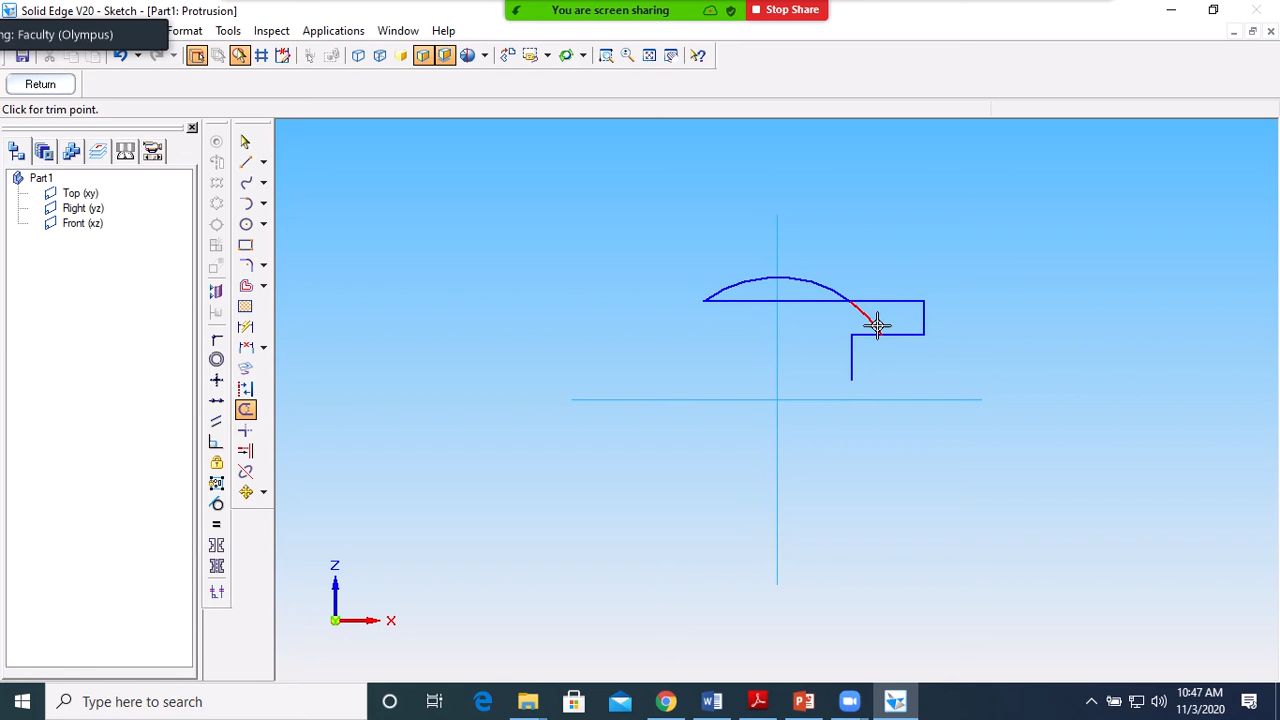 Solid Edge V20 - Sketch - [Part1: Protrusion]
You are screen sharing
Stop Share
ng: Faculty (Olympus)
Format Tools Inspect Applications Window Help
Return
Click for trim point.
Part1
Top (xy)
Right (yz)
Front (xz)
Z
X
Type here to search
10:47 AM
11/3/2020